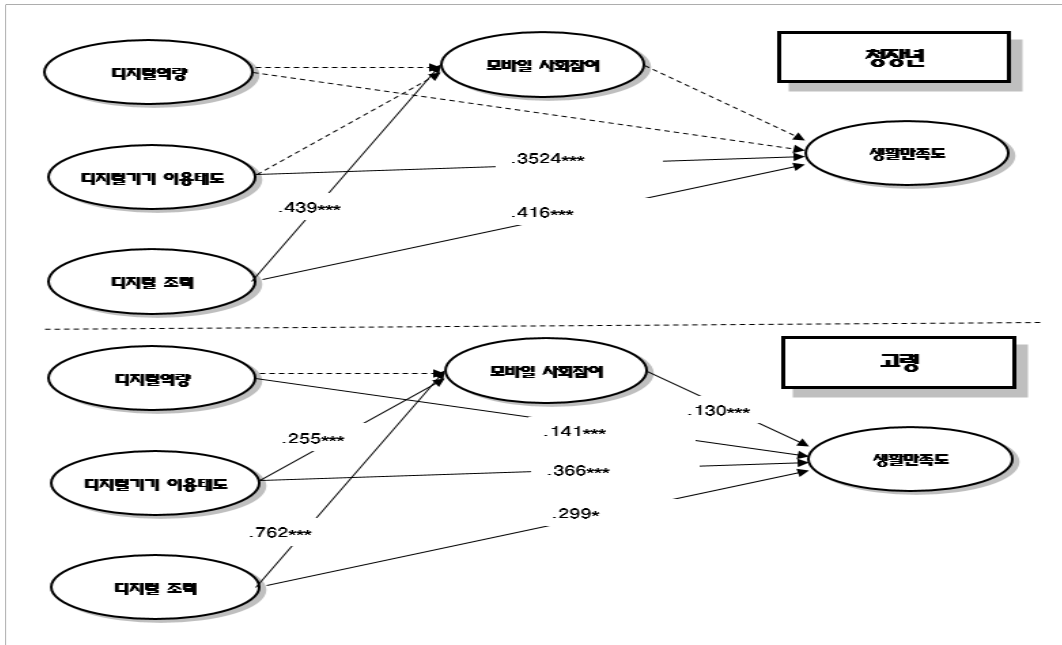 디지털역량
모바일 사회참여
청장년
디지털기기 이용태도
.3524***
생활만족도
.439***
.416***
디지털 조력
디지털역량
모바일 사회참여
고령
.130***
.255***
.141***
생활만족도
디지털기기 이용태도
.366***
.762***
.299*
디지털 조력